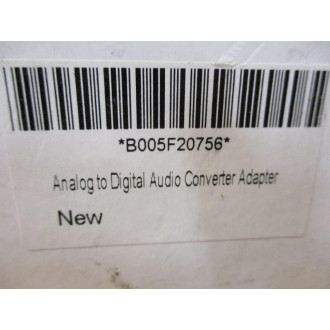 *B005F20756*
Analog to Digital Audio Converter Adapter
New